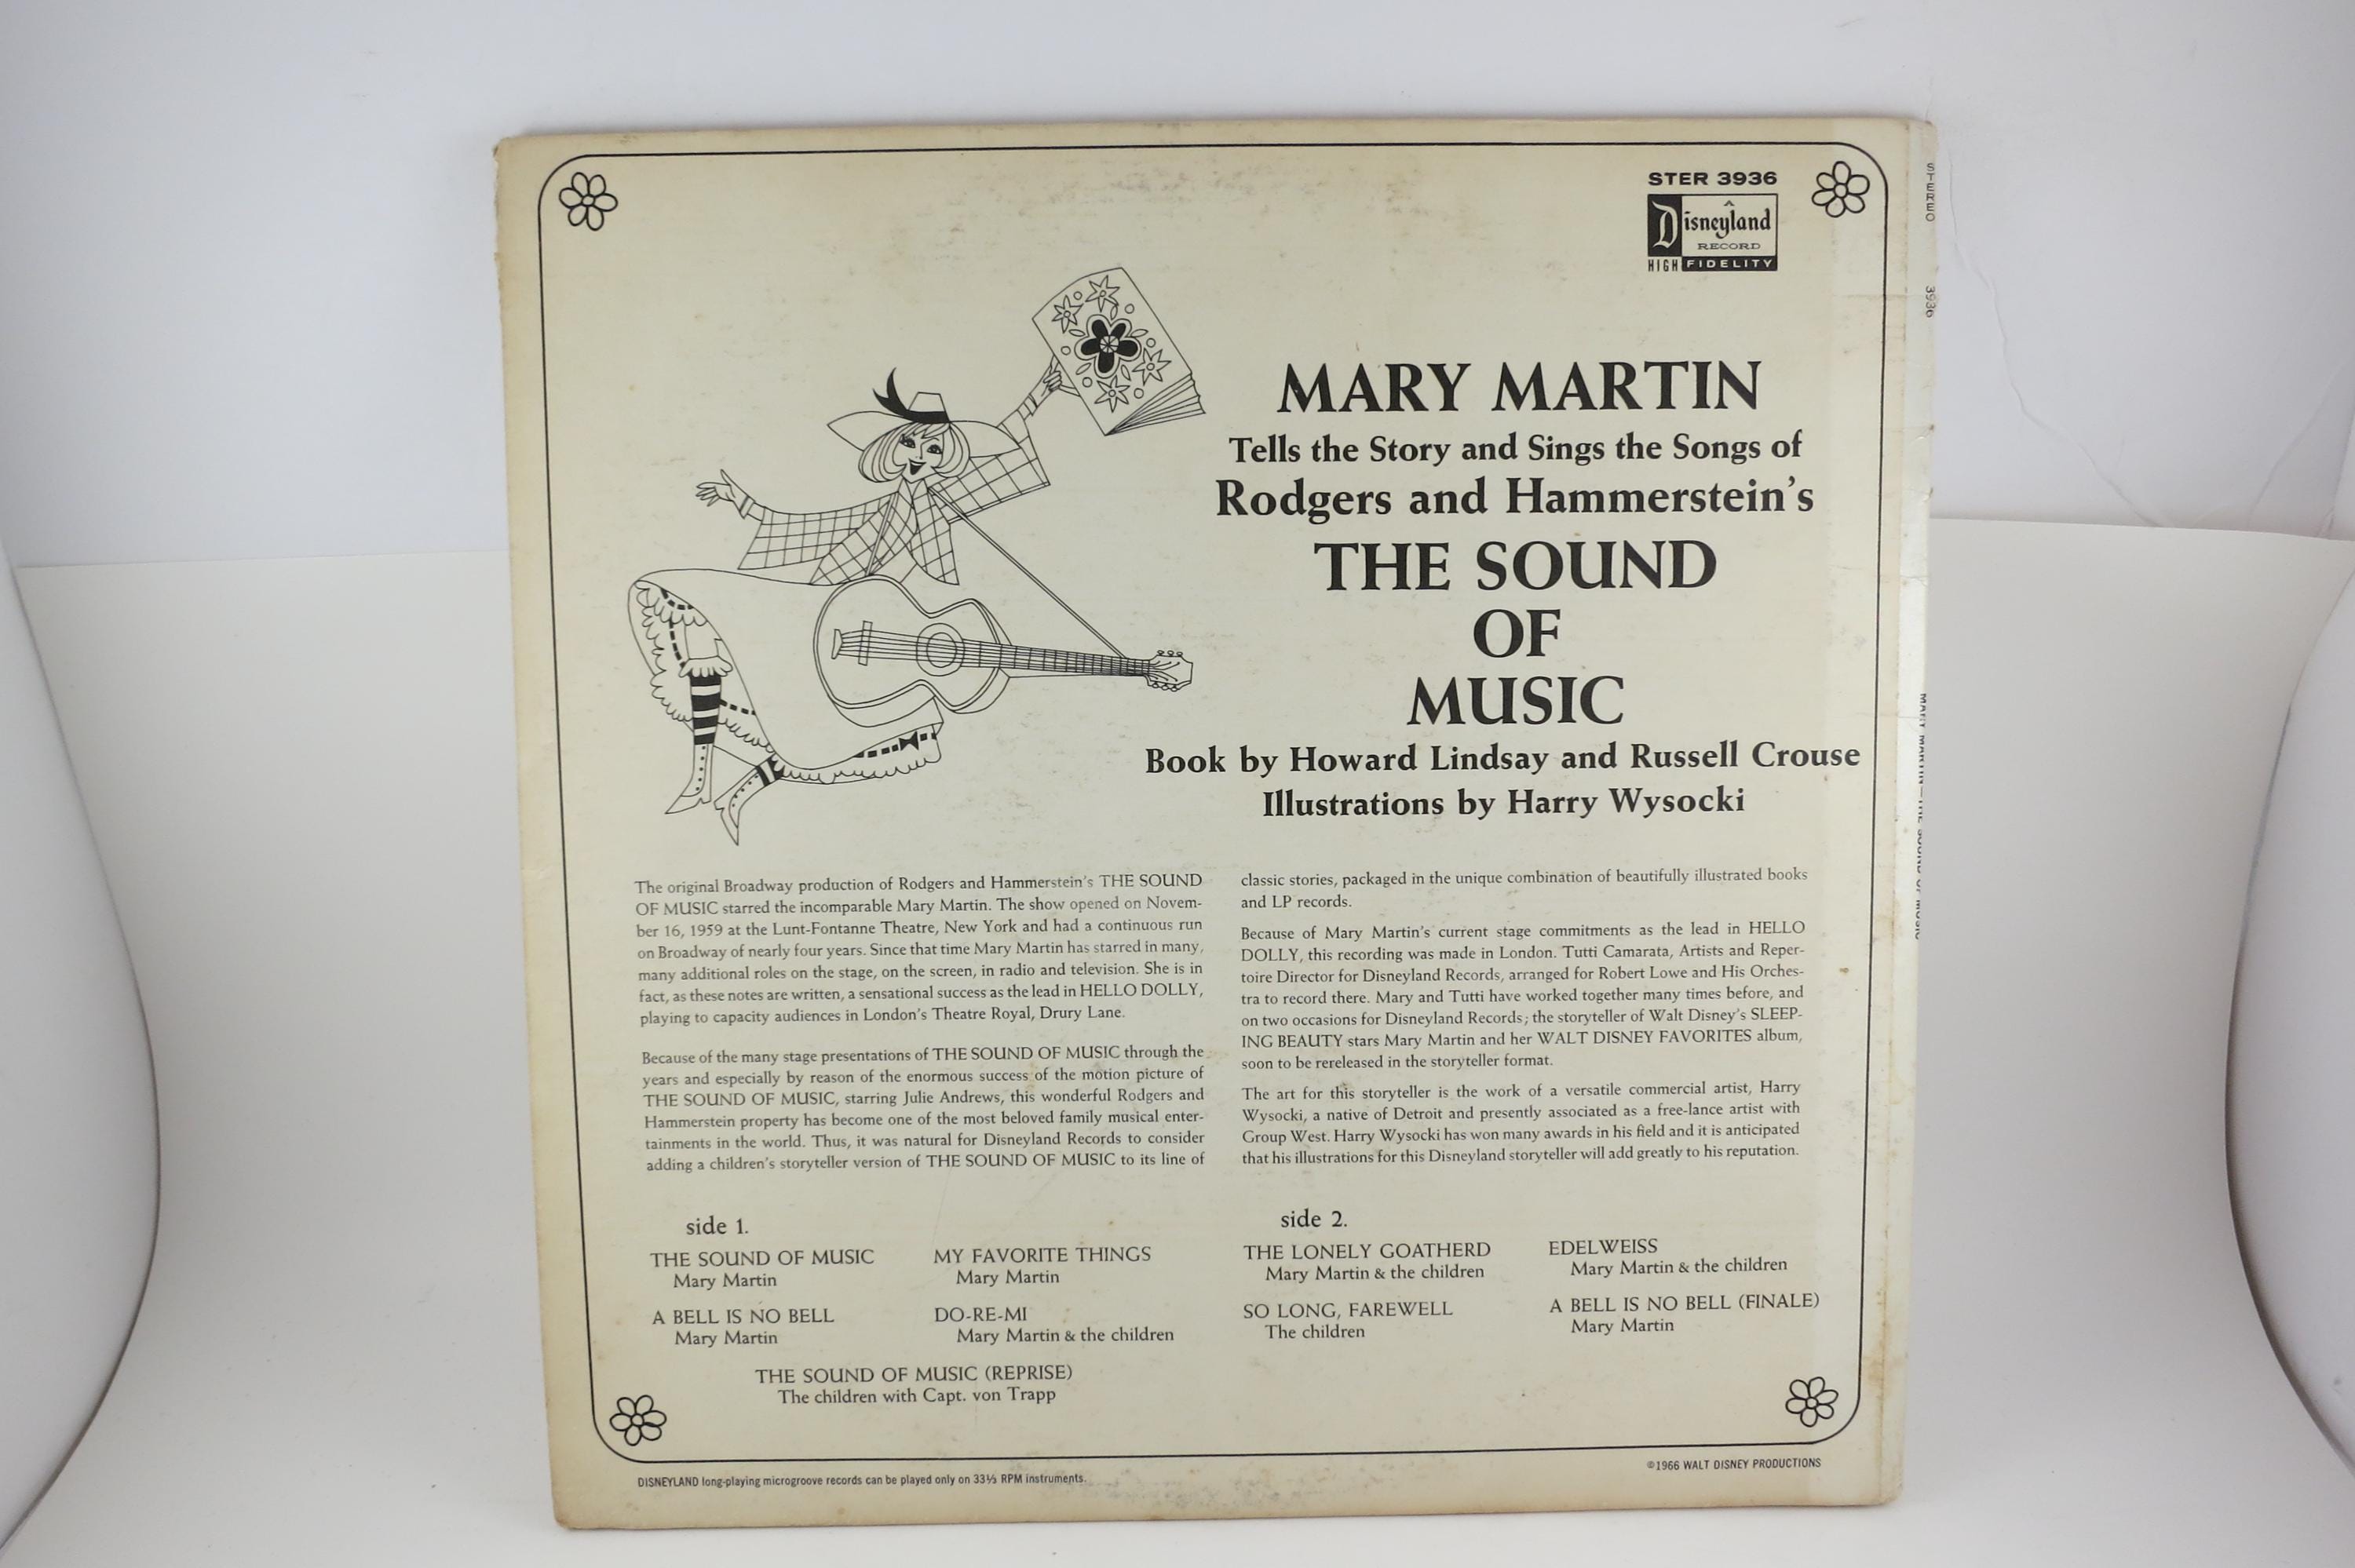 STER 3936
Disneyland
RECORD
HIGH FIDELITY
STEREO
3936
MARY MARTIN
Tells the Story and Sings the Songs of
Rodgers and Hammerstein's
THE SOUND
OF
MUSIC
Book by Howard Lindsay and Russell Crouse
Illustrations by Harry Wysocki
The original Broadway production of Rodgers and Hammerstein's THE SOUND
OF MUSIC starred the incomparable Mary Martin. The show opened on Novem-
ber 16, 1959 at the Lunt-Fontanne Theatre, New York and had a continuous run
on Broadway of nearly four years. Since that time Mary Martin has starred in many,
many additional roles on the stage, on the screen, in radio and television. She is in
fact, as these notes are written, a sensational success as the lead in HELLO DOLLY,
playing to capacity audiences in London's Theatre Royal, Drury Lane.
Because of the many stage presentations of THE SOUND OF MUSIC through the
years and especially by reason of the enormous success of the motion picture of
THE SOUND OF MUSIC, starring Julie Andrews, this wonderful Rodgers and
Hammerstein property has become one of the most beloved family musical enter-
tainments in the world. Thus, it was natural for Disneyland Records to consider
adding a children's storyteller version of THE SOUND OF MUSIC to its line of
classic stories, packaged in the unique combination of beautifully illustrated books
and LP records.
Because of Mary Martin's current stage commitments as the lead in HELLO
DOLLY, this recording was made in London. Tutti Camarata, Artists and Reper-
toire Director for Disneyland Records, arranged for Robert Lowe and His Orches-
tra to record there. Mary and Tutti have worked together many times before, and
on two occasions for Disneyland Records; the storyteller of Walt Disney's SLEEP-
ING BEAUTY stars Mary Martin and her WALT DISNEY FAVORITES album,
soon to be rereleased in the storyteller format.
The art for this storyteller is the work of a versatile commercial artist, Harry
Wysocki, a native of Detroit and presently associated as a free-lance artist with
Group West. Harry Wysocki has won many awards in his field and it is anticipated
that his illustrations for this Disneyland storyteller will add greatly to his reputation.
side 1.
THE SOUND OF MUSIC
Mary Martin
MY FAVORITE THINGS
Mary Martin
A BELL IS NO BELL
Mary Martin
DO-RE-MI
Mary Martin & the children
THE SOUND OF MUSIC (REPRISE)
The children with Capt. von Trapp
side 2.
THE LONELY GOATHERD
Mary Martin & the children
EDELWEISS
Mary Martin & the children
SO LONG, FAREWELL
The children
A BELL IS NO BELL (FINALE)
Mary Martin
DISNEYLAND long-playing microgroove records can be played only on 33⅓ RPM instruments.
©1966 WALT DISNEY PRODUCTIONS